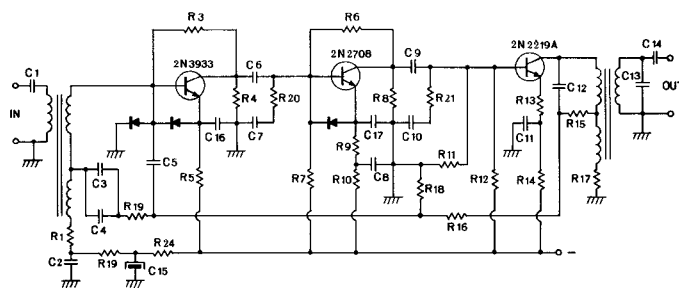 R3
R6
2N3933
2N2708
2N2219A
C6
C9
C14
C1
R4
R20
R8
R21
R13
C12
C13
IN
OUT
C16
C7
C17
C10
C11
R15
C5
R5
R9
C8
R11
C3
R7
R10
R18
R12
R14
R17
C4
R19
R16
R1
R24
C2
R19
C15
-